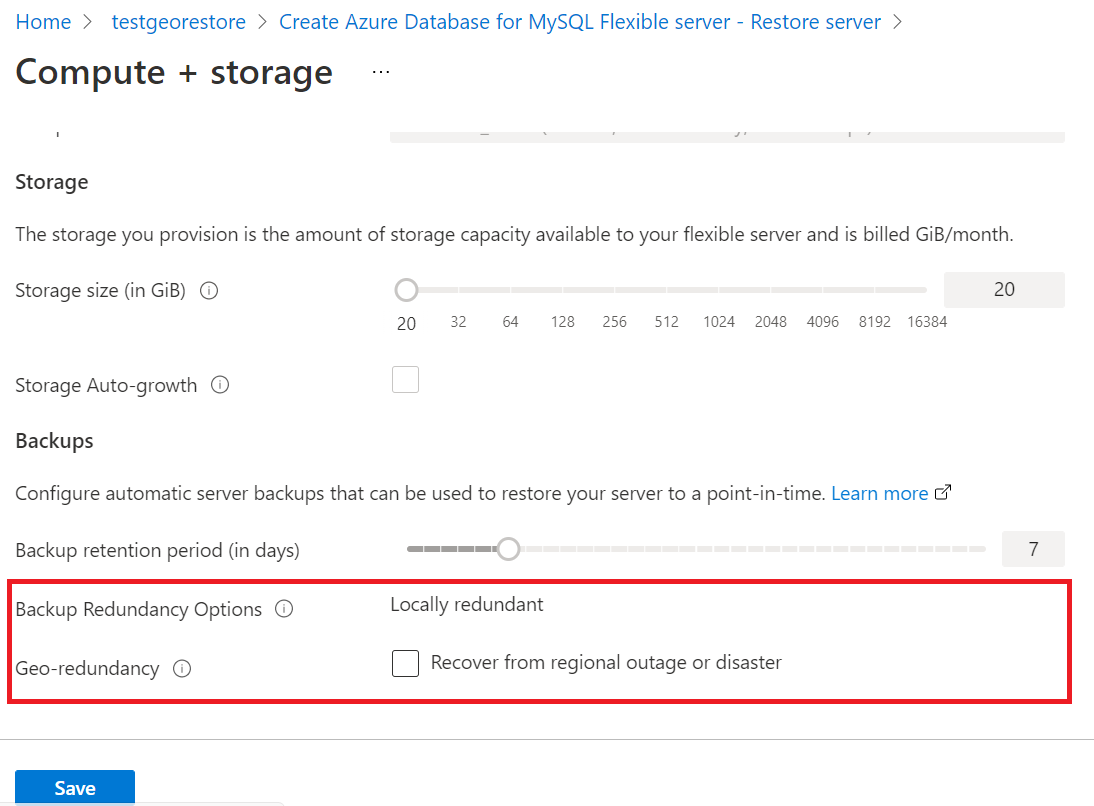 Home > testgeorestore > Create Azure Database for MySQL Flexible server - Restore server >
Compute + storage ...
Storage
The storage you provision is the amount of storage capacity available to your flexible server and is billed GiB/month.
Storage size (in GiB) 20
20 32 64 128 256 512 1024 2048 4096 8192 16384
Storage Auto-growth
Backups
Configure automatic server backups that can be used to restore your server to a point-in-time. Learn more
Backup retention period (in days) 7
Backup Redundancy Options Locally redundant
Geo-redundancy Recover from regional outage or disaster
Save